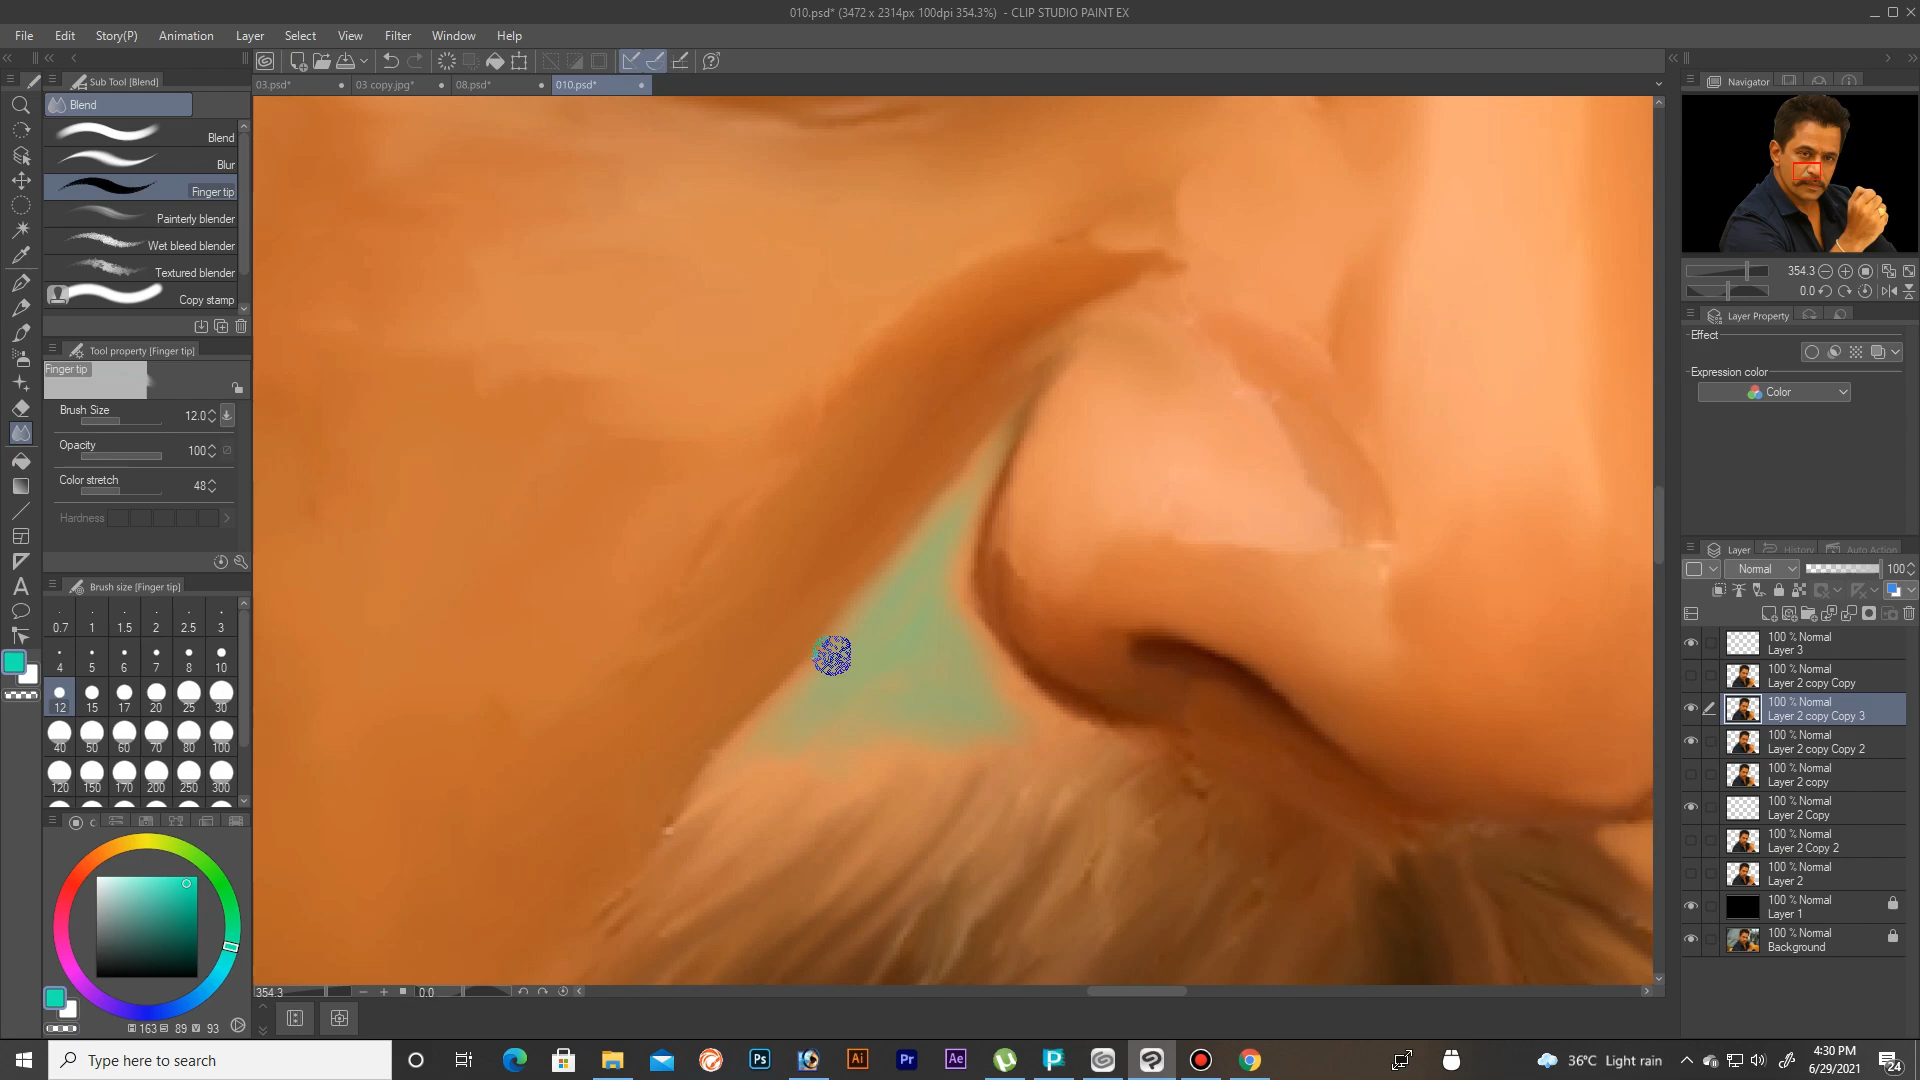 010.psd* (3472 x 2314px 100dpi 354.3%) - CLIP STUDIO PAINT EX
File Edit Story(P) Animation Layer Select View Filter Window Help
Sub Tool [Blend]
03.psd* 03 copy.jpg* 08.psd* 010.psd*
Navigator
Blend
Blend
Blur
Finger tip
Painterly blender
Wet bleed blender
Textured blender
Copy stamp
354.3
0.0
Layer Property
Effect
Expression color
Color
Tool property [Finger tip]
Finger tip
Brush Size 12.0
Opacity 100
Color stretch 48
Hardness
Layer History Auto Action
Normal 100
Brush size [Finger tip]
0.7 1 1.5 2 2.5 3
4 5 6 7 8 10
12 15 17 20 25 30
40 50 60 70 80 100
120 150 170 200 250 300
100 % Normal
Layer 3
100 % Normal
Layer 2 copy Copy
100 % Normal
Layer 2 copy Copy 3
100 % Normal
Layer 2 copy Copy 2
100 % Normal
Layer 2 copy
100 % Normal
Layer 2 Copy
100 % Normal
Layer 2 Copy 2
100 % Normal
Layer 2
100 % Normal
Layer 1
100 % Normal
Background
354.3 0.0
163 89 93
Type here to search
Ps Ai Pr Ae
36°C Light rain
4:30 PM
6/29/2021
24